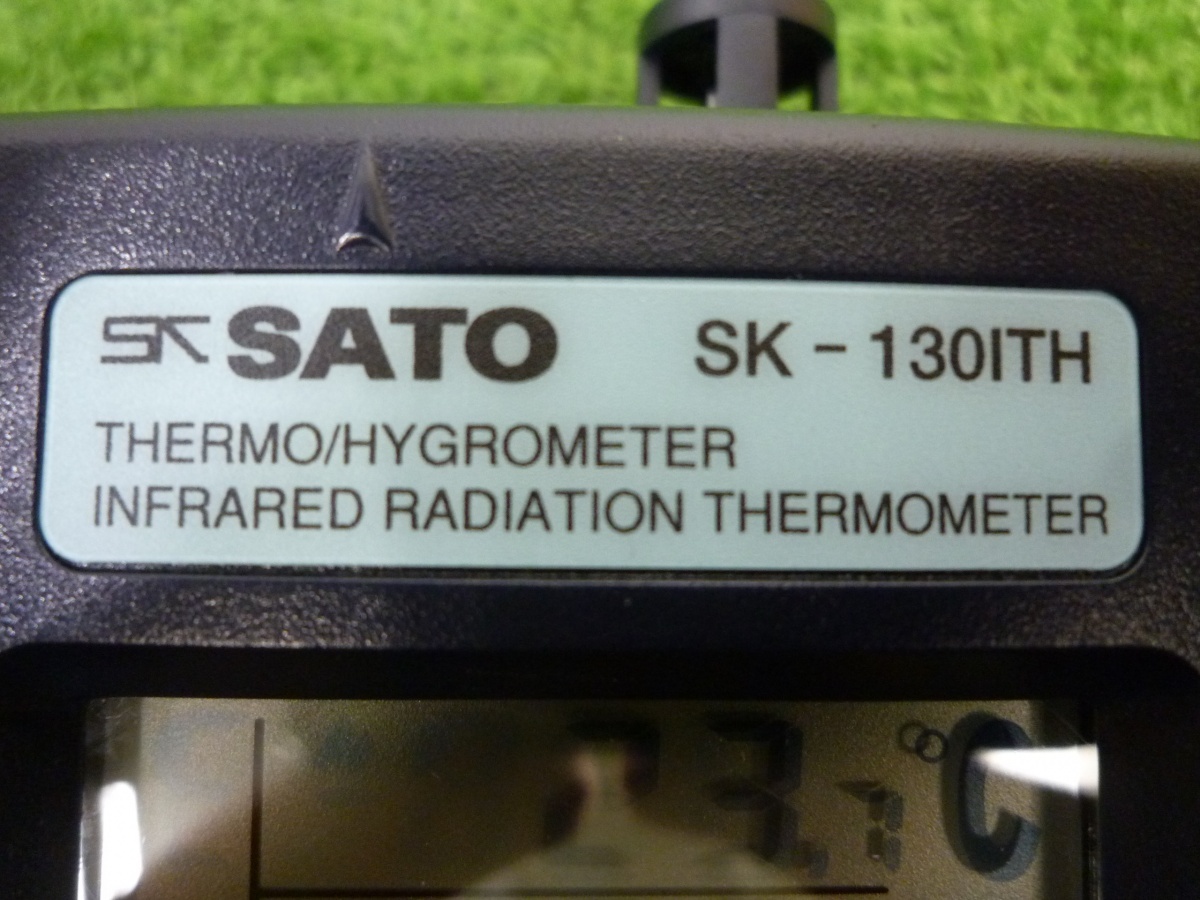 SK SATO SK-130ITH
THERMO/HYGROMETER
INFRARED RADIATION THERMOMETER
°C